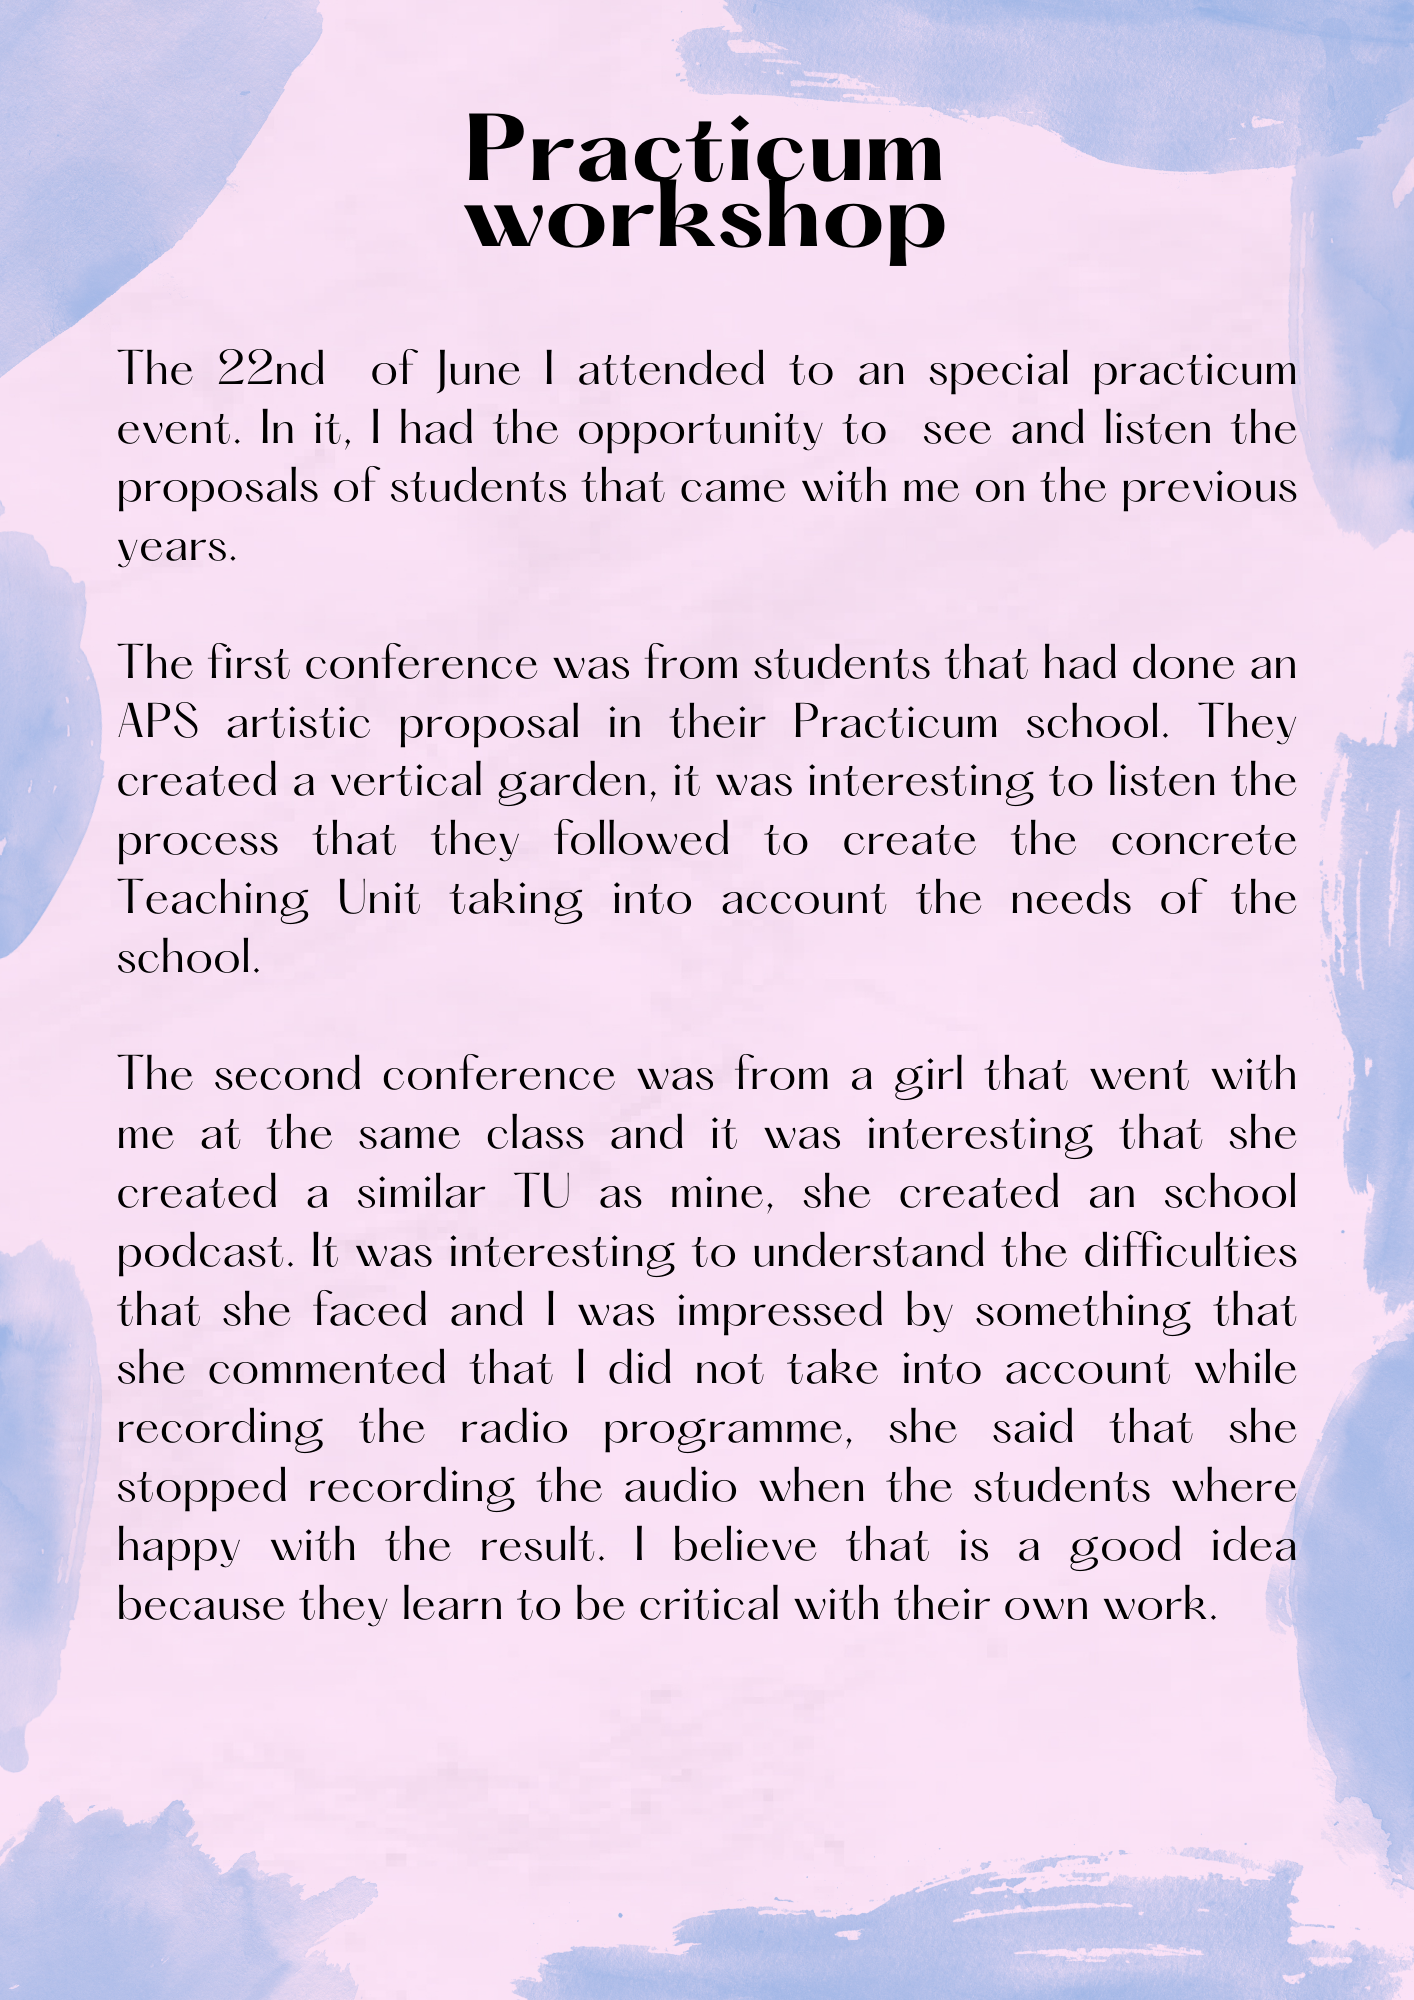 Practicum
workshop
The 22nd of June I attended to an special practicum
event. In it, I had the opportunity to see and listen the
proposals of students that came with me on the previous
years.
The first conference was from students that had done an
APS artistic proposal in their Practicum school. They
created a vertical garden, it was interesting to listen the
process that they followed to create the concrete
Teaching Unit taking into account the needs of the
school.
The second conference was from a girl that went with
me at the same class and it was interesting that she
created a similar TU as mine, she created an school
podcast. It was interesting to understand the difficulties
that she faced and I was impressed by something that
she commented that I did not take into account while
recording the radio programme, she said that she
stopped recording the audio when the students where
happy with the result. I believe that is a good idea
because they learn to be critical with their own work.